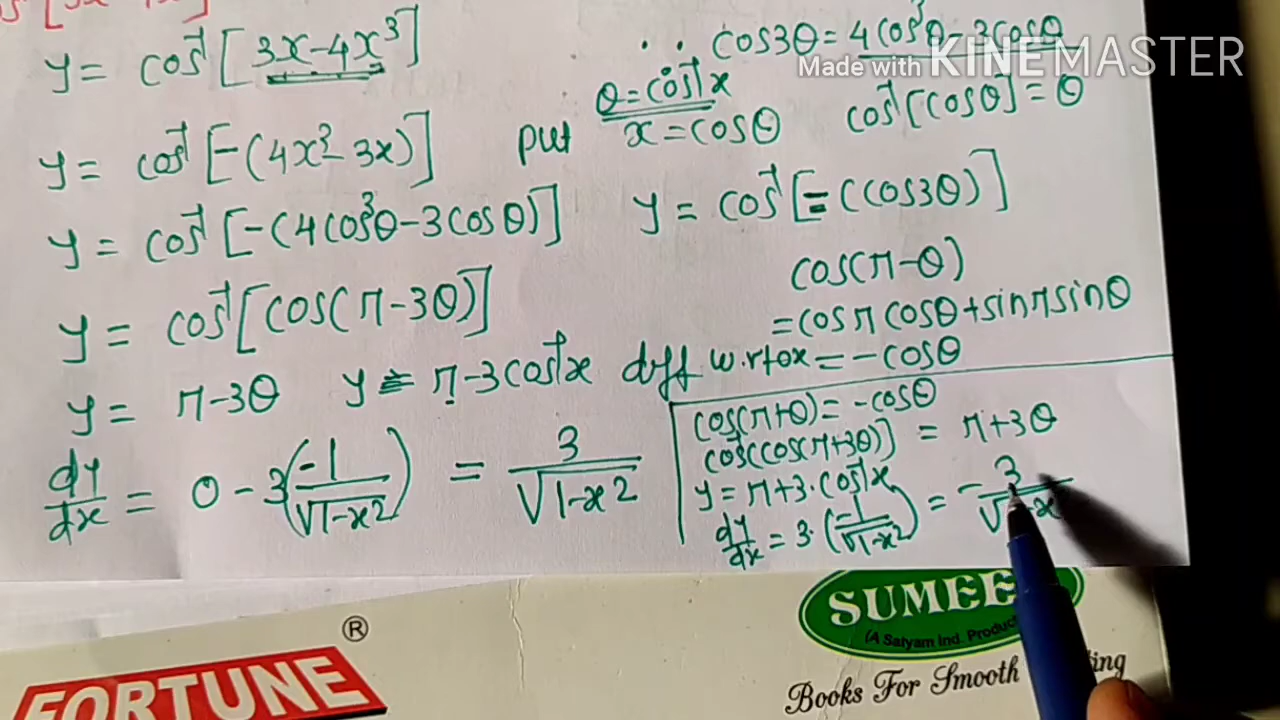 y = cos⁻¹[3x-4x³]
∴ cos3θ = 4cos³θ - 3cosθ
Made with KINEMASTER
θ = cos⁻¹x
y = cos⁻¹[-(4x³-3x)] put x = cosθ cos⁻¹[cosθ] = θ
y = cos⁻¹[-(4cos³θ-3cosθ)] y = cos⁻¹[-(cos3θ)]
cos(π-θ)
y = cos⁻¹[cos(π-3θ)]
= cosπ cosθ + sinπ sinθ
y = π-3θ y = π-3cos⁻¹x diff w.r.to x = -cosθ
dy/dx = 0 - 3(-1/√1-x²) = 3/√1-x²
cos(π+θ) = -cosθ
cos⁻¹(cos(π+3θ)] = π+3θ
y = π+3.cos⁻¹x
dy/dx = 3.(-1/√1-x²) = -3
®
FORTUNE
SUMEE
(A Satyam Ind. Produc
Books For Smooth